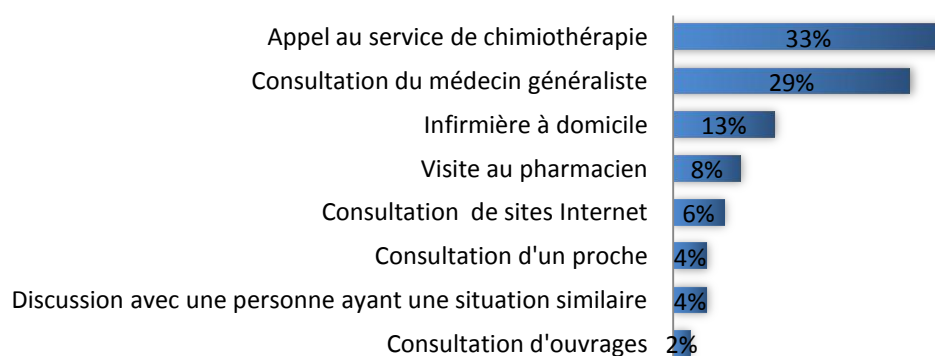 Appel au service de chimiothérapie 33%
Consultation du médecin généraliste 29%
Infirmière à domicile 13%
Visite au pharmacien 8%
Consultation de sites Internet 6%
Consultation d'un proche 4%
Discussion avec une personne ayant une situation similaire 4%
Consultation d'ouvrages 2%